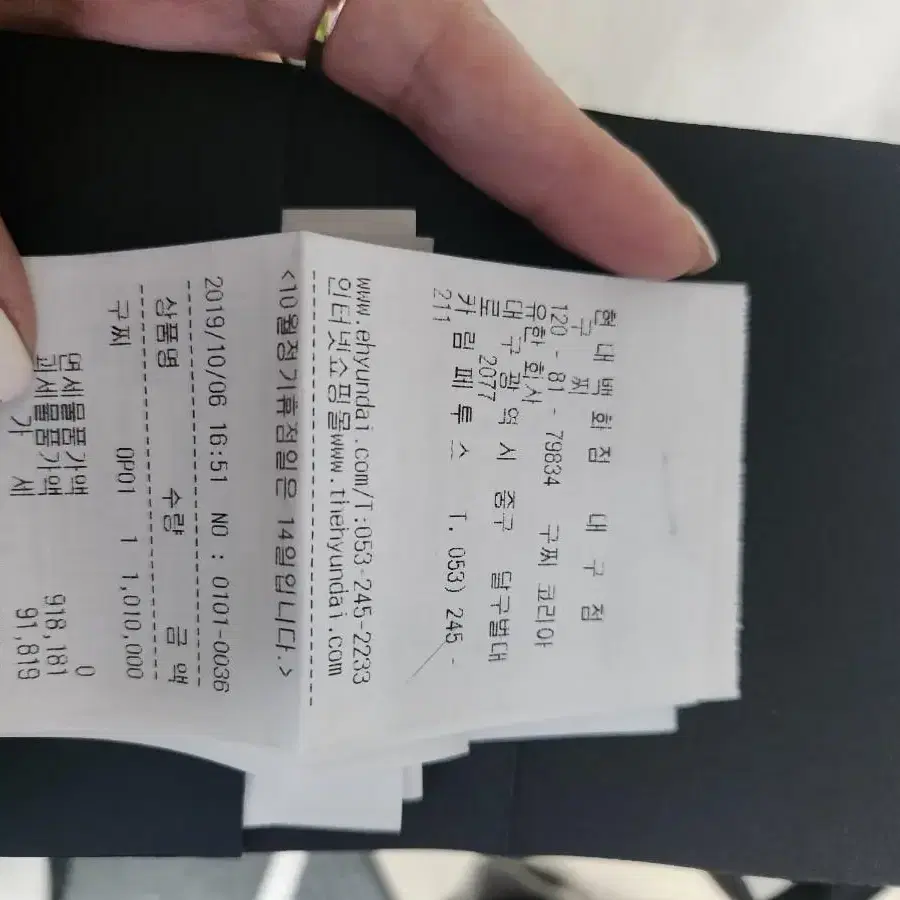 현 대 백 화 점 대 구 점
구 찌
120 - 81 - 79834 구찌 코리아
유한 회사
대 구 광 역 시 중구 달구벌대
로 2077
카 림 페 투 스 T. 053) 245 -
211
www.ehyundai.com/T:053-245-2233
인터넷쇼핑몰www.thehyundai.com
<10월정기휴점일은 14일입니다.>
2019/10/06 16:51 NO : 0101-0036
상품명 수량 금 액
구찌
0P01 1 1,010,000
면세물품가액 0
과세물품가액 918,181
가 세 91,819